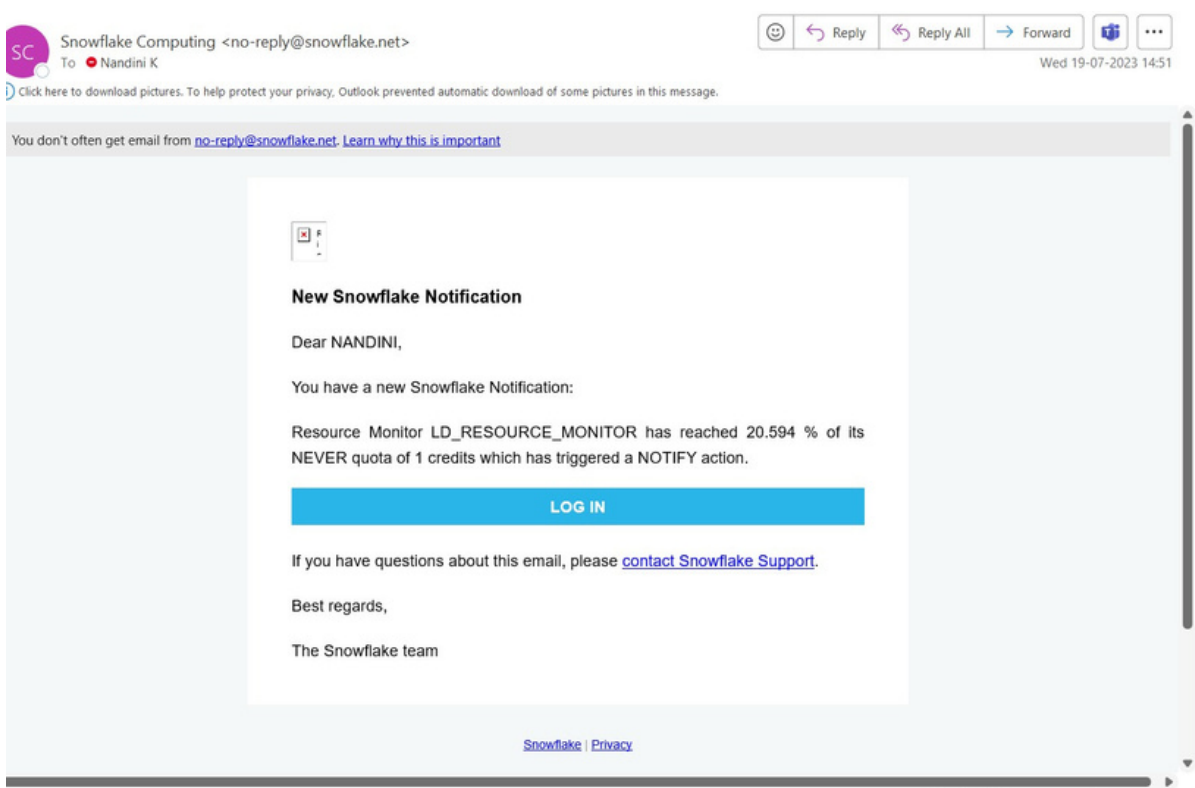 SC
Snowflake Computing <no-reply@snowflake.net>
To Nandini K
Reply
Reply All
Forward
Wed 19-07-2023 14:51
Click here to download pictures. To help protect your privacy, Outlook prevented automatic download of some pictures in this message.
You don't often get email from no-reply@snowflake.net. Learn why this is important
New Snowflake Notification
Dear NANDINI,
You have a new Snowflake Notification:
Resource Monitor LD_RESOURCE_MONITOR has reached 20.594 % of its
NEVER quota of 1 credits which has triggered a NOTIFY action.
LOG IN
If you have questions about this email, please contact Snowflake Support.
Best regards,
The Snowflake team
Snowflake | Privacy